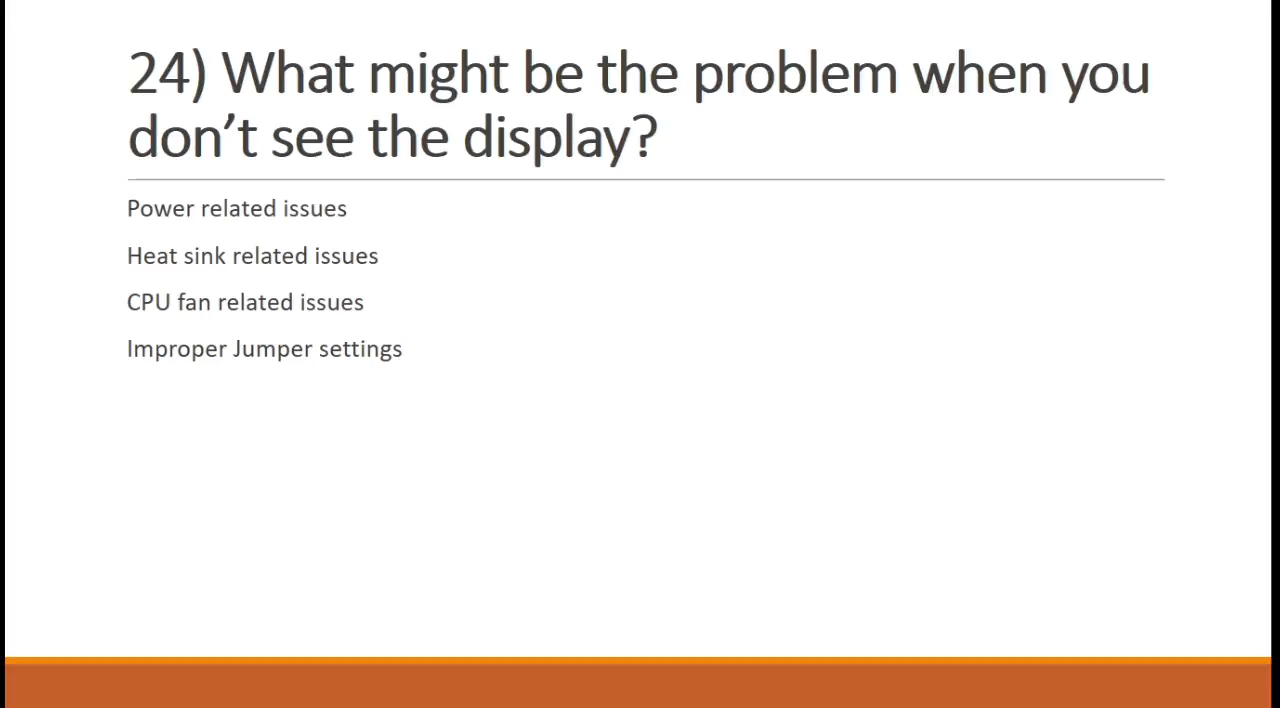 24) What might be the problem when you
don’t see the display?
Power related issues
Heat sink related issues
CPU fan related issues
Improper Jumper settings